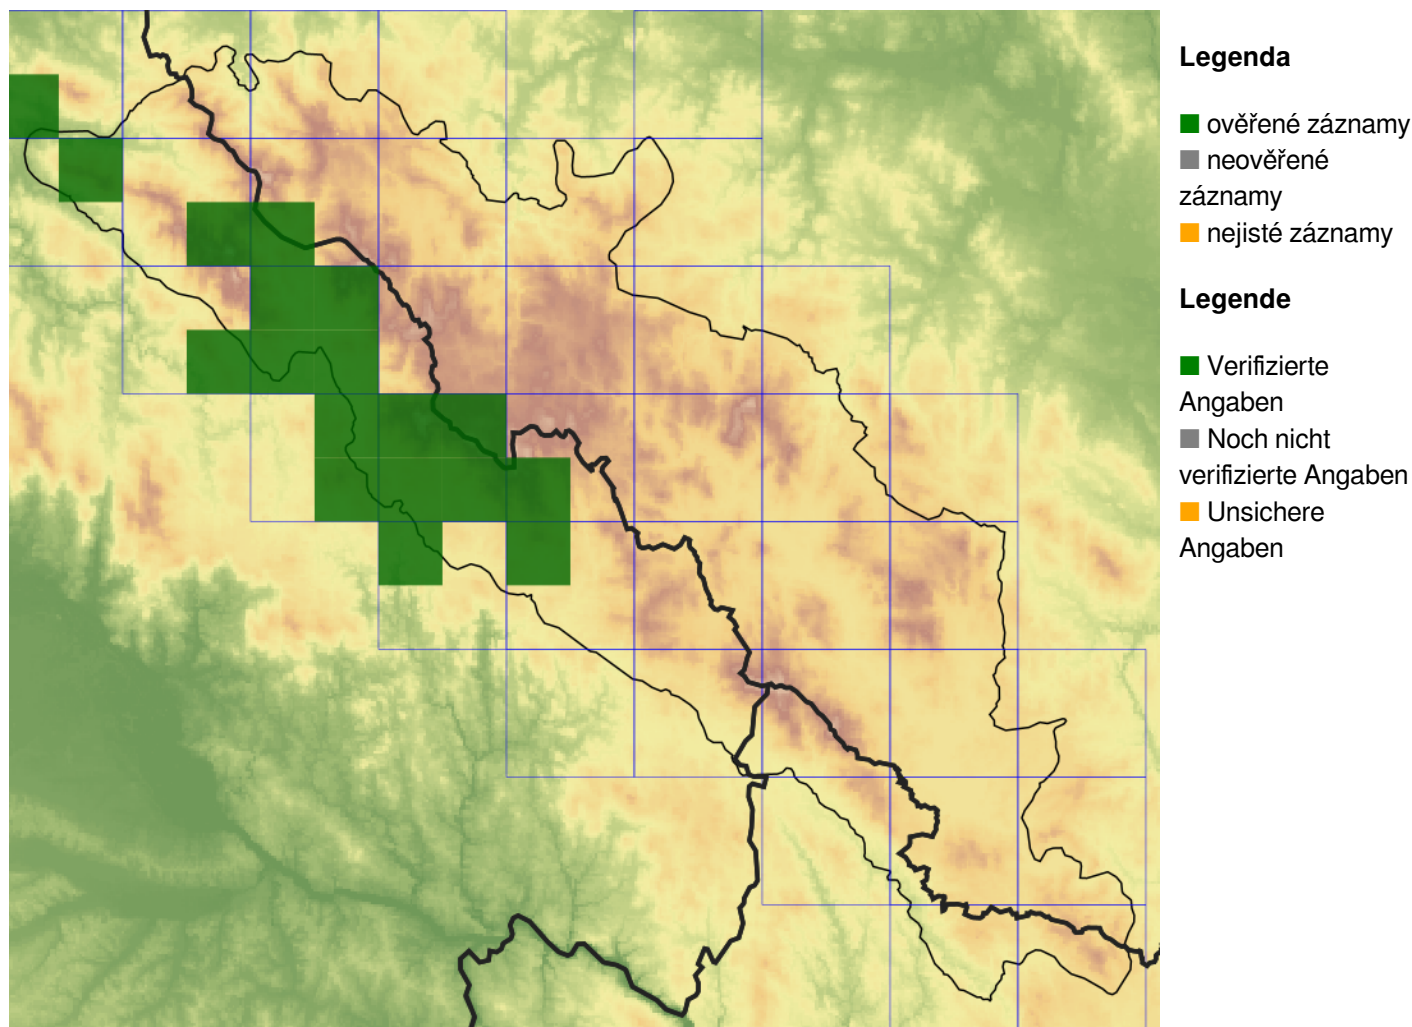 Legenda
ověřené záznamy
neověřené
záznamy
nejisté záznamy
Legende
Verifizierte
Angaben
Noch nicht
verifizierte Angaben
Unsichere
Angaben